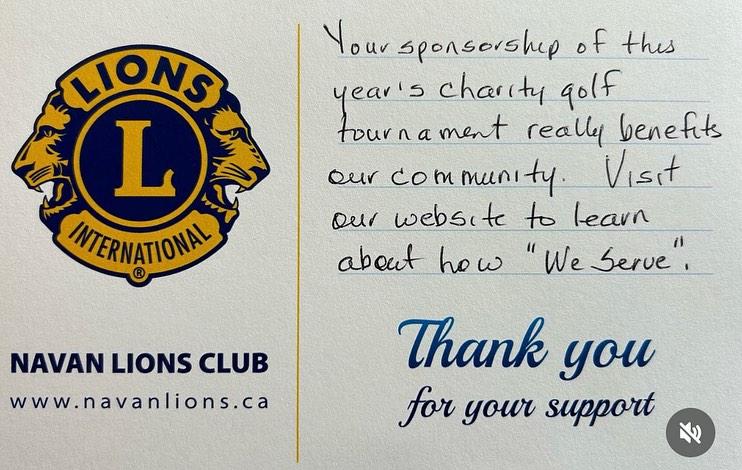 LIONS
L
INTERNATIONAL
®
NAVAN LIONS CLUB
www.navanlions.ca
Your sponsorship of this
year's charity golf
tournament really benefits
our community. Visit
our website to learn
about how "We Serve".
Thank you
for your support